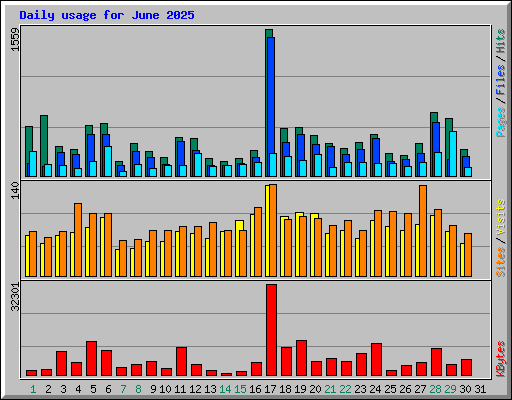 Daily usage for June 2025
1559
Pages / Files / Hits
140
Sites / Visits
32301
KBytes
1 2 3 4 5 6 7 8 9 10 11 12 13 14 15 16 17 18 19 20 21 22 23 24 25 26 27 28 29 30 31